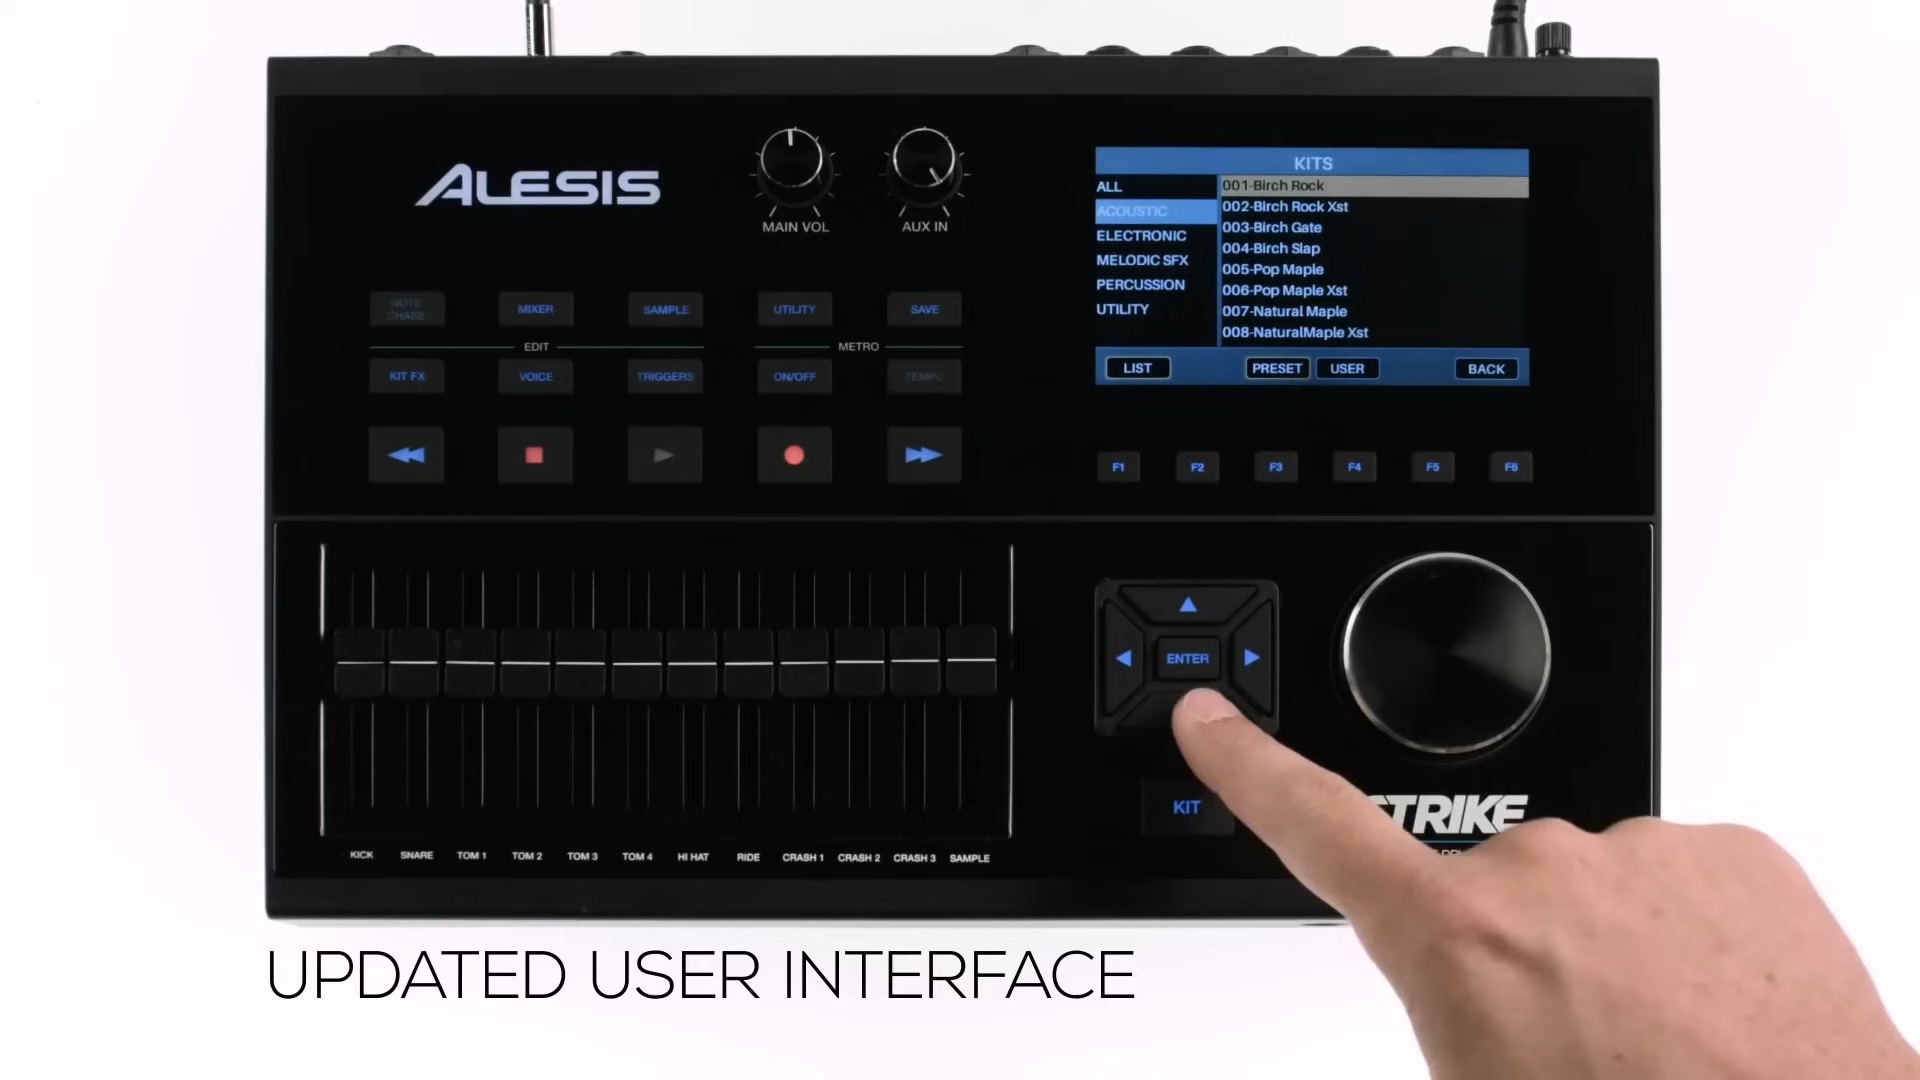 ALESIS
MAIN VOL
AUX IN
KITS
ALL
ACOUSTIC
ELECTRONIC
MELODIC SFX
PERCUSSION
UTILITY
001-Birch Rock
002-Birch Rock Xst
003-Birch Gate
004-Birch Slap
005-Pop Maple
006-Pop Maple Xst
007-Natural Maple
008-NaturalMaple Xst
LIST
PRESET
USER
BACK
NOTE
CHASE
MIXER
SAMPLE
UTILITY
SAVE
EDIT
METRO
KIT FX
VOICE
TRIGGERS
ON/OFF
TEMPO
F1
F2
F3
F4
F5
F6
ENTER
KIT
STRIKE
KICK
SNARE
TOM 1
TOM 2
TOM 3
TOM 4
HI HAT
RIDE
CRASH 1
CRASH 2
CRASH 3
SAMPLE
UPDATED USER INTERFACE